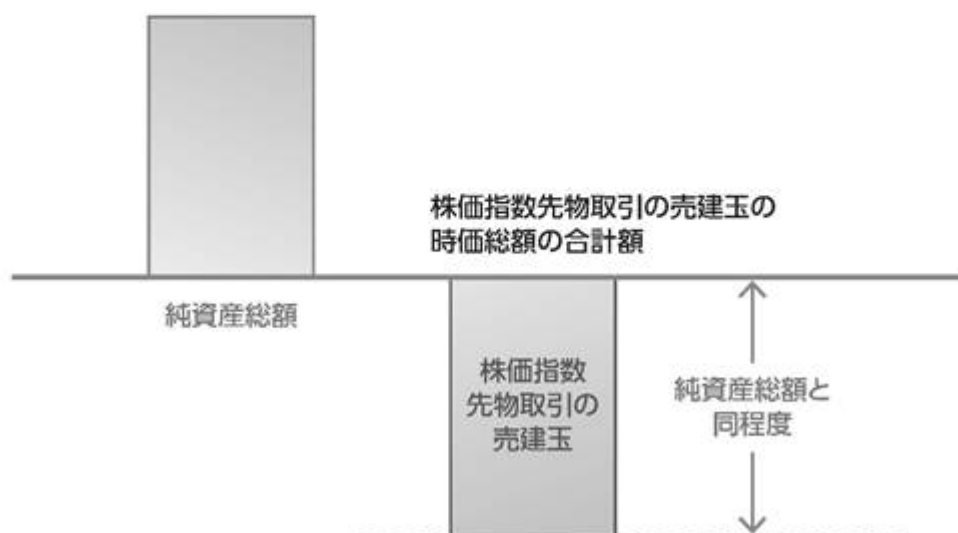 株価指数先物取引の売建玉の
時価総額の合計額
純資産総額
株価指数
先物取引の
売建玉
純資産総額と
同程度